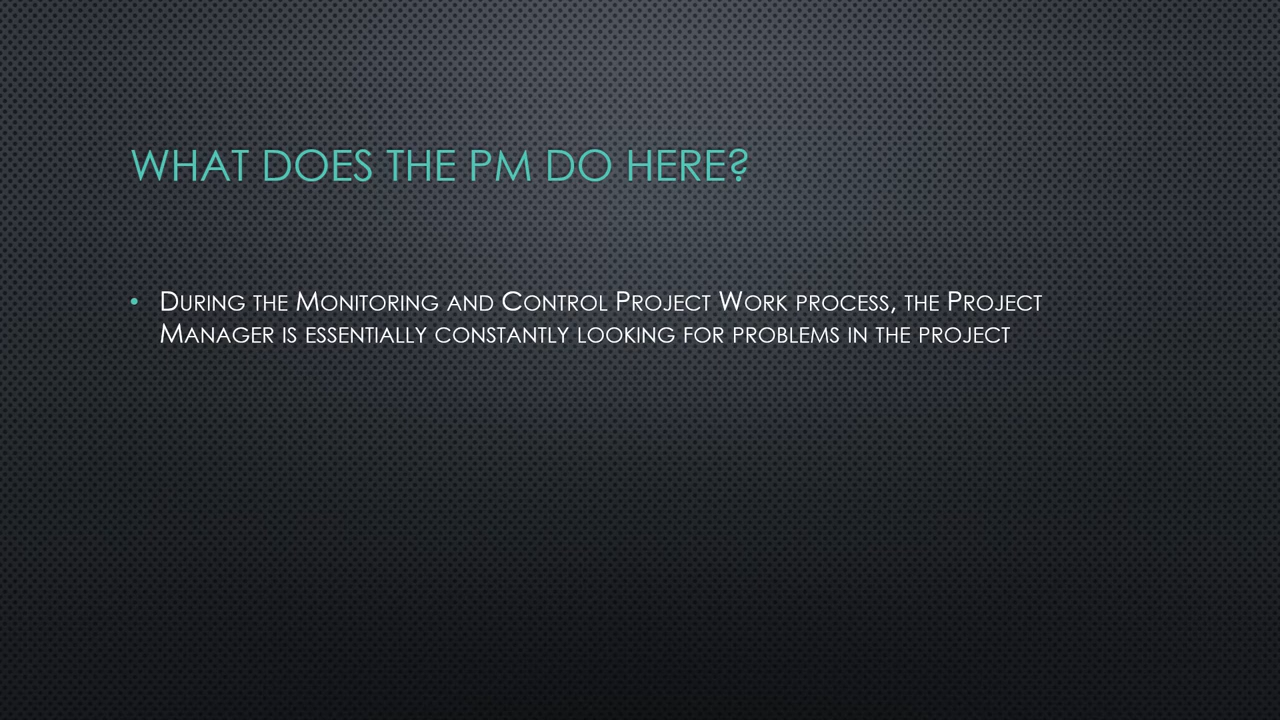 WHAT DOES THE PM DO HERE?
• During the Monitoring and Control Project Work process, the Project
Manager is essentially constantly looking for problems in the project